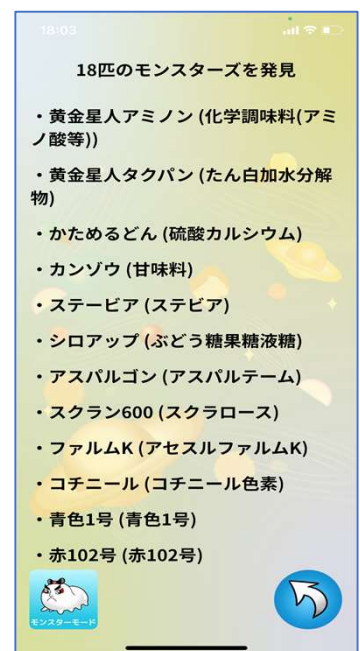 18:03
18匹のモンスターズを発見
・黄金星人アミノン (化学調味料(アミ
ノ酸等))
・黄金星人タクパン (たん白加水分解
物)
・かためるどん (硫酸カルシウム)
・カンゾウ (甘味料)
・ステービア (ステビア)
・シロアップ (ぶどう糖果糖液糖)
・アスパルゴン (アスパルテーム)
・スクラン600 (スクラロース)
・ファルムK (アセスルファルムK)
・コチニール (コチニール色素)
・青色1号 (青色1号)
・赤102号 (赤102号)
モンスターモード